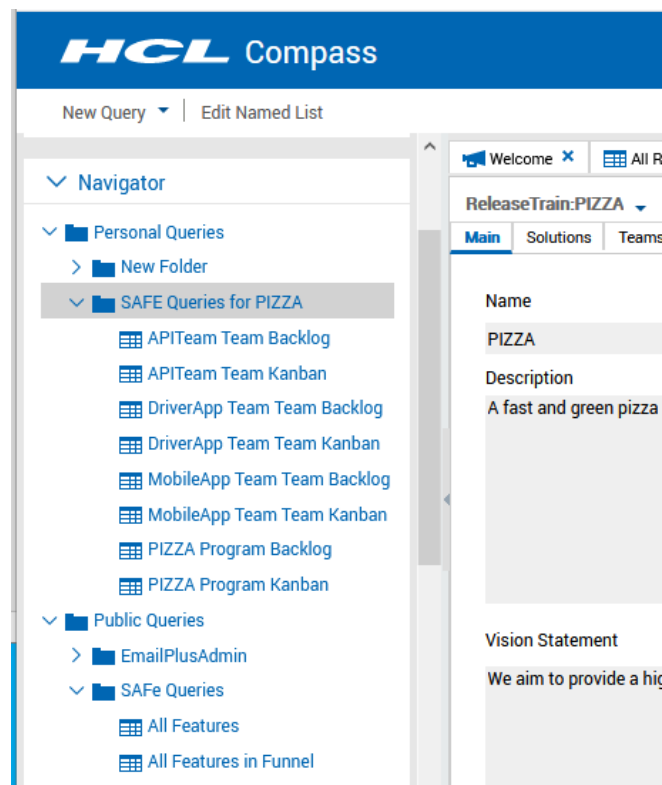 HCL Compass
New Query
Edit Named List
Navigator
Personal Queries
New Folder
SAFE Queries for PIZZA
APITeam Team Backlog
APITeam Team Kanban
DriverApp Team Team Backlog
DriverApp Team Team Kanban
MobileApp Team Team Backlog
MobileApp Team Team Kanban
PIZZA Program Backlog
PIZZA Program Kanban
Public Queries
EmailPlusAdmin
SAFe Queries
All Features
All Features in Funnel
Welcome
All R
ReleaseTrain:PIZZA
Main
Solutions
Teams
Name
PIZZA
Description
A fast and green pizza
Vision Statement
We aim to provide a hig